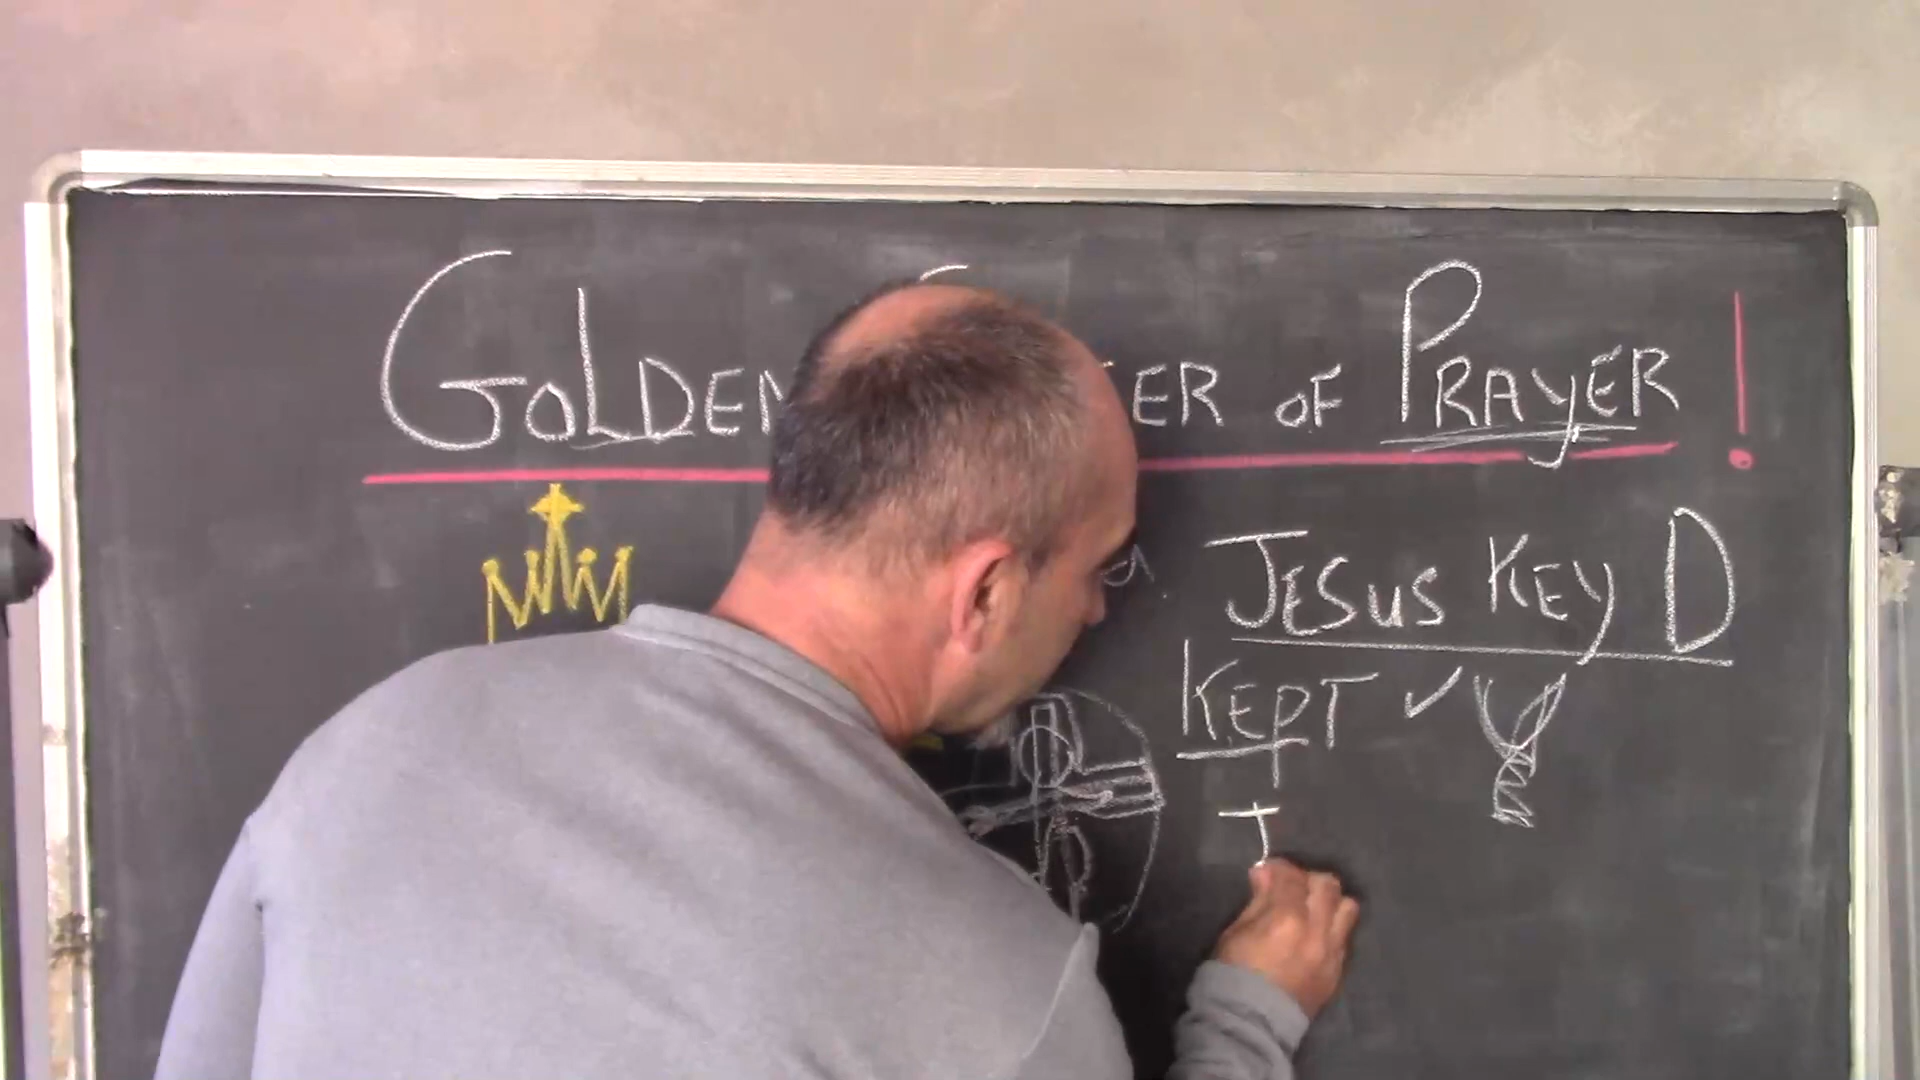 GOLDEN ER OF PRAYER!
JESUS KEY D
KEPT ✓
J